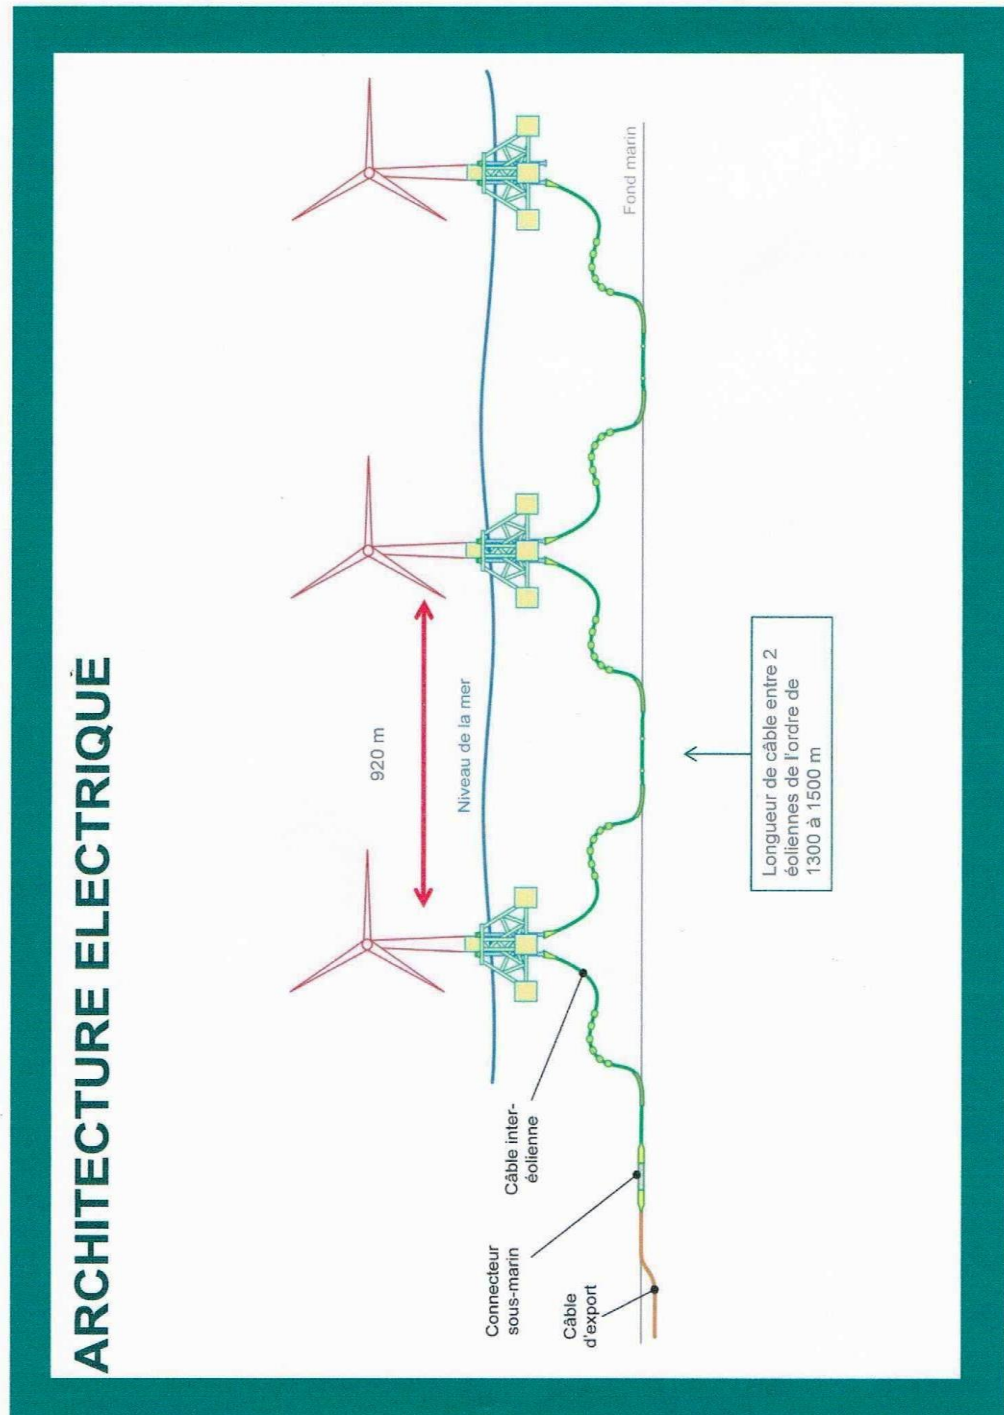 ARCHITECTURE ELECTRIQUE
920 m
Niveau de la mer
Fond marin
Câble inter-
éolienne
Connecteur
sous-marin
Câble
d'export
Longueur de câble entre 2
éoliennes de l'ordre de
1300 à 1500 m